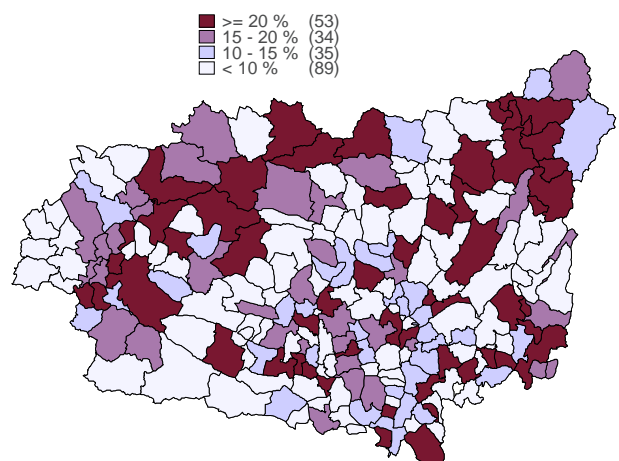 >= 20 % (53)
15 - 20 % (34)
10 - 15 % (35)
< 10 % (89)